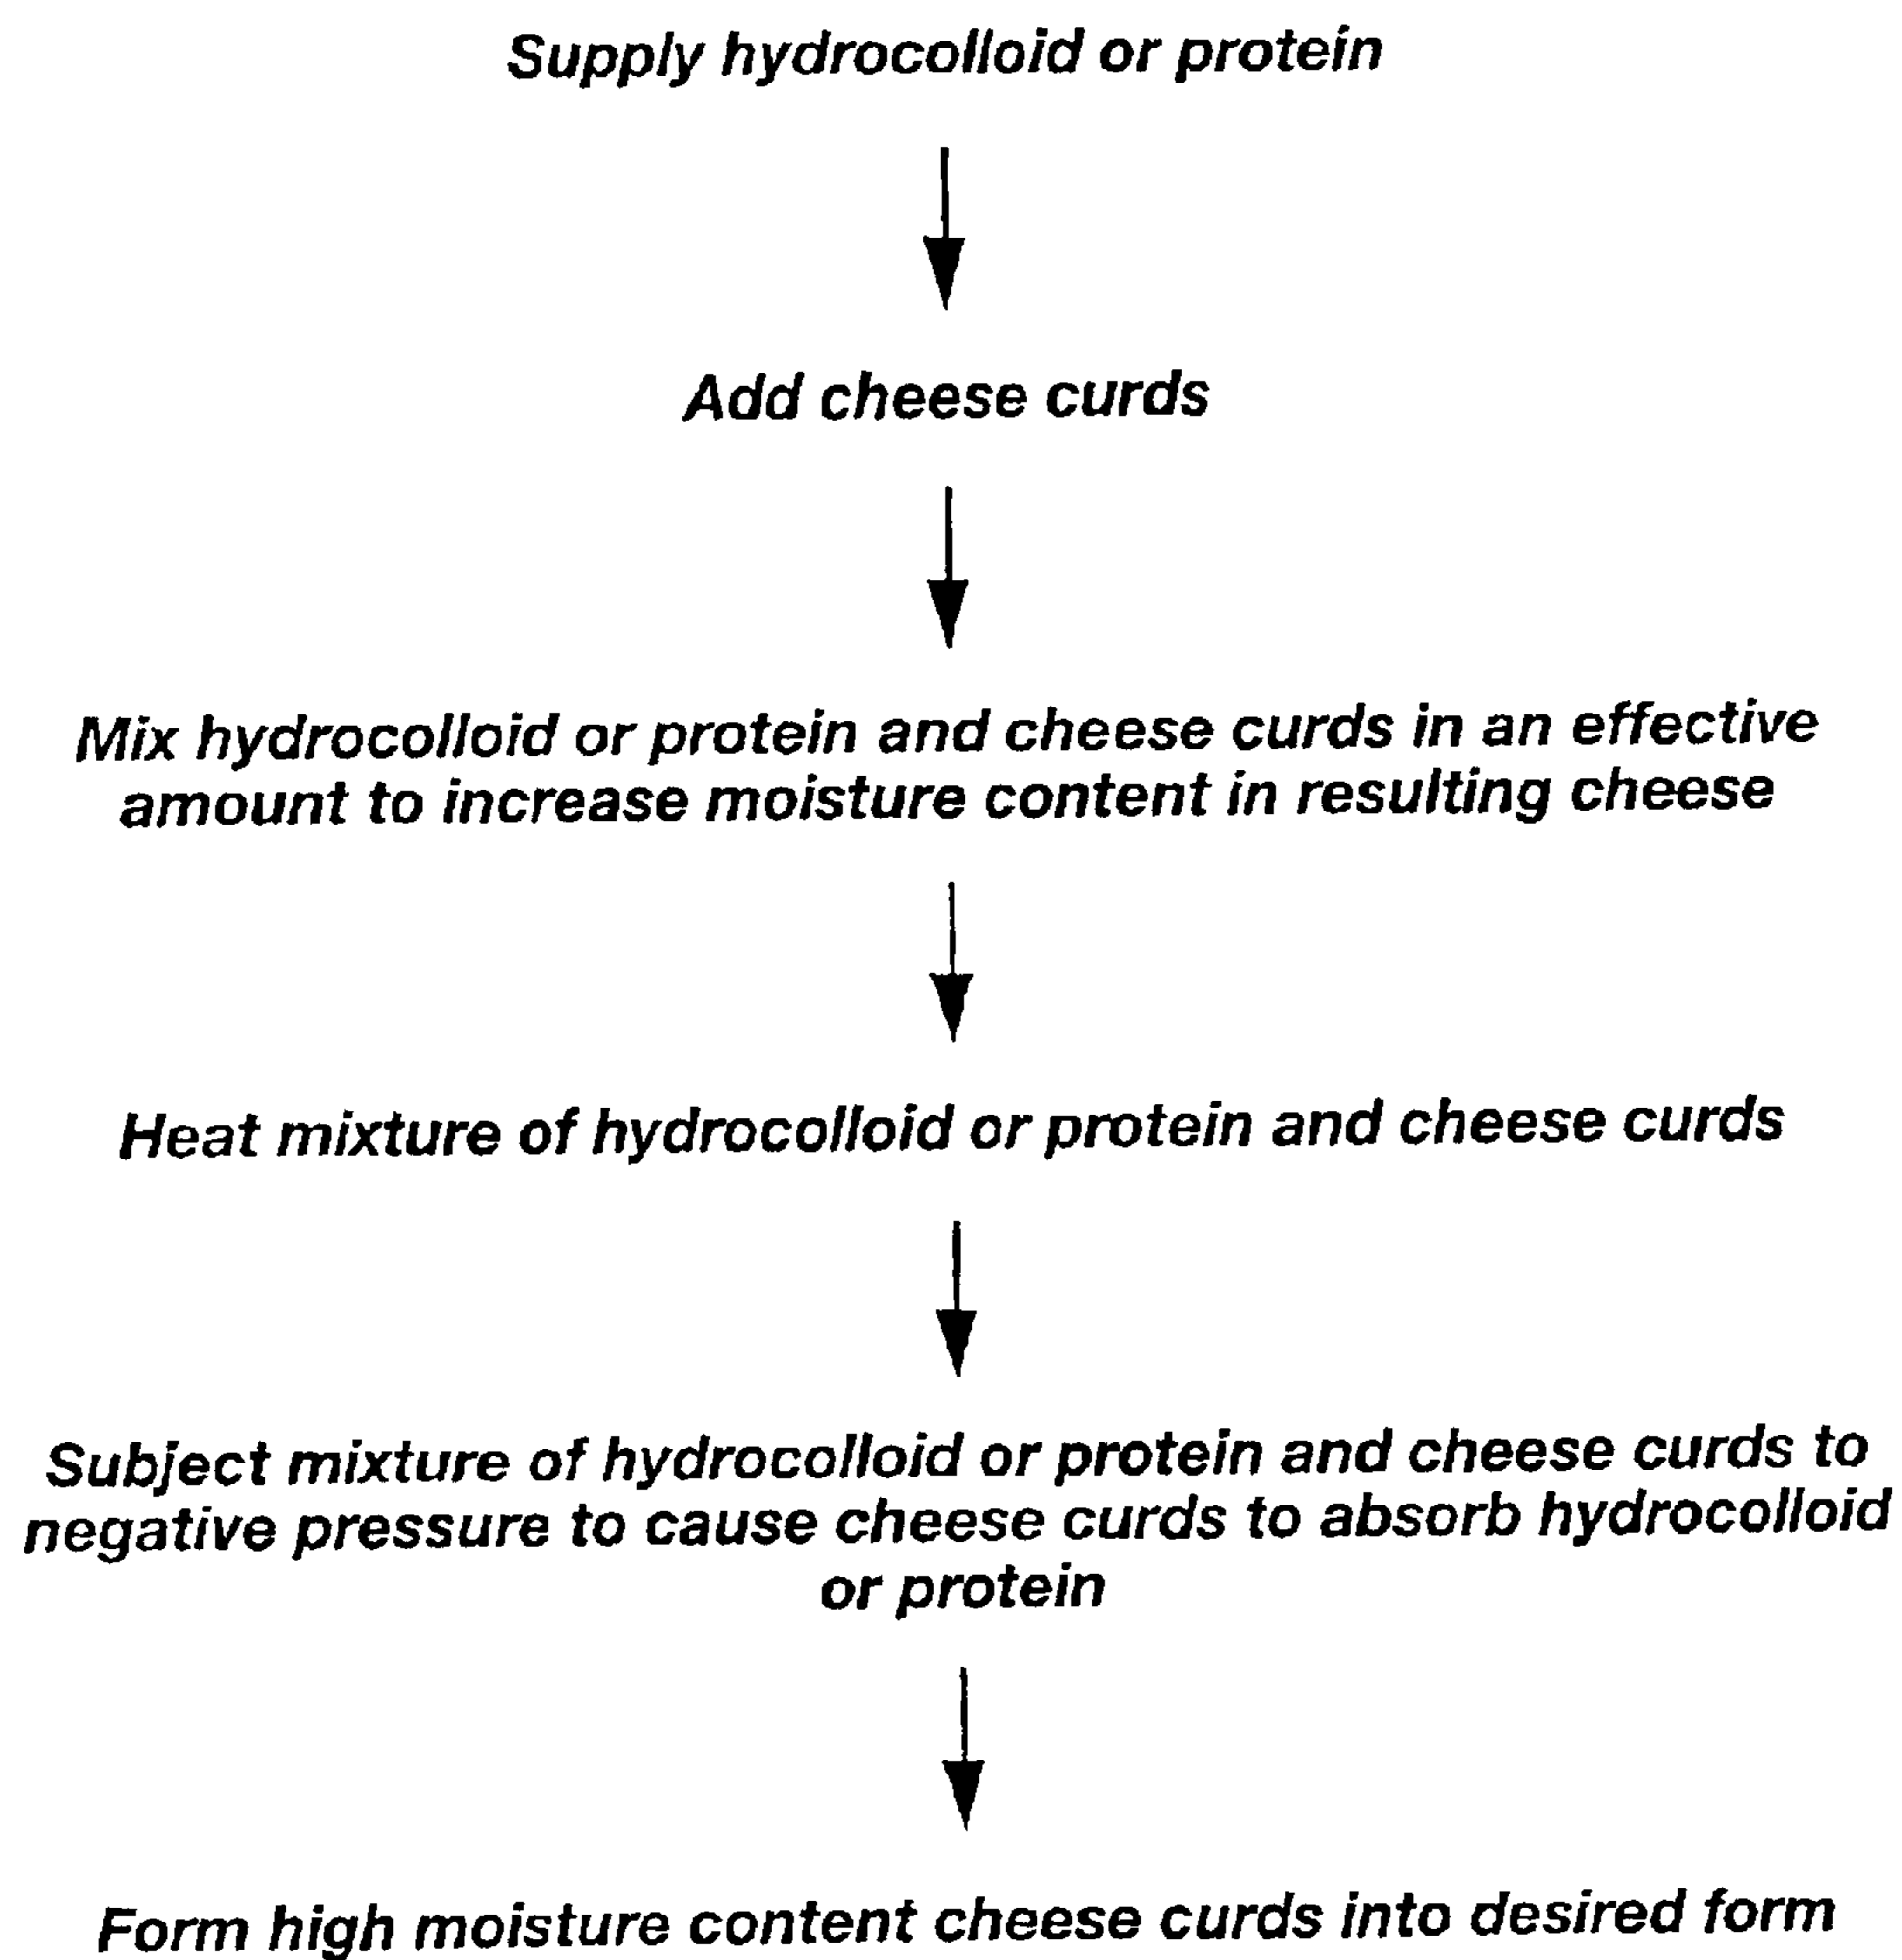 Supply hydrocolloid or protein
Add cheese curds
Mix hydrocolloid or protein and cheese curds in an effective
amount to increase moisture content in resulting cheese
Heat mixture of hydrocolloid or protein and cheese curds
Subject mixture of hydrocolloid or protein and cheese curds to
negative pressure to cause cheese curds to absorb hydrocolloid
or protein
Form high moisture content cheese curds into desired form